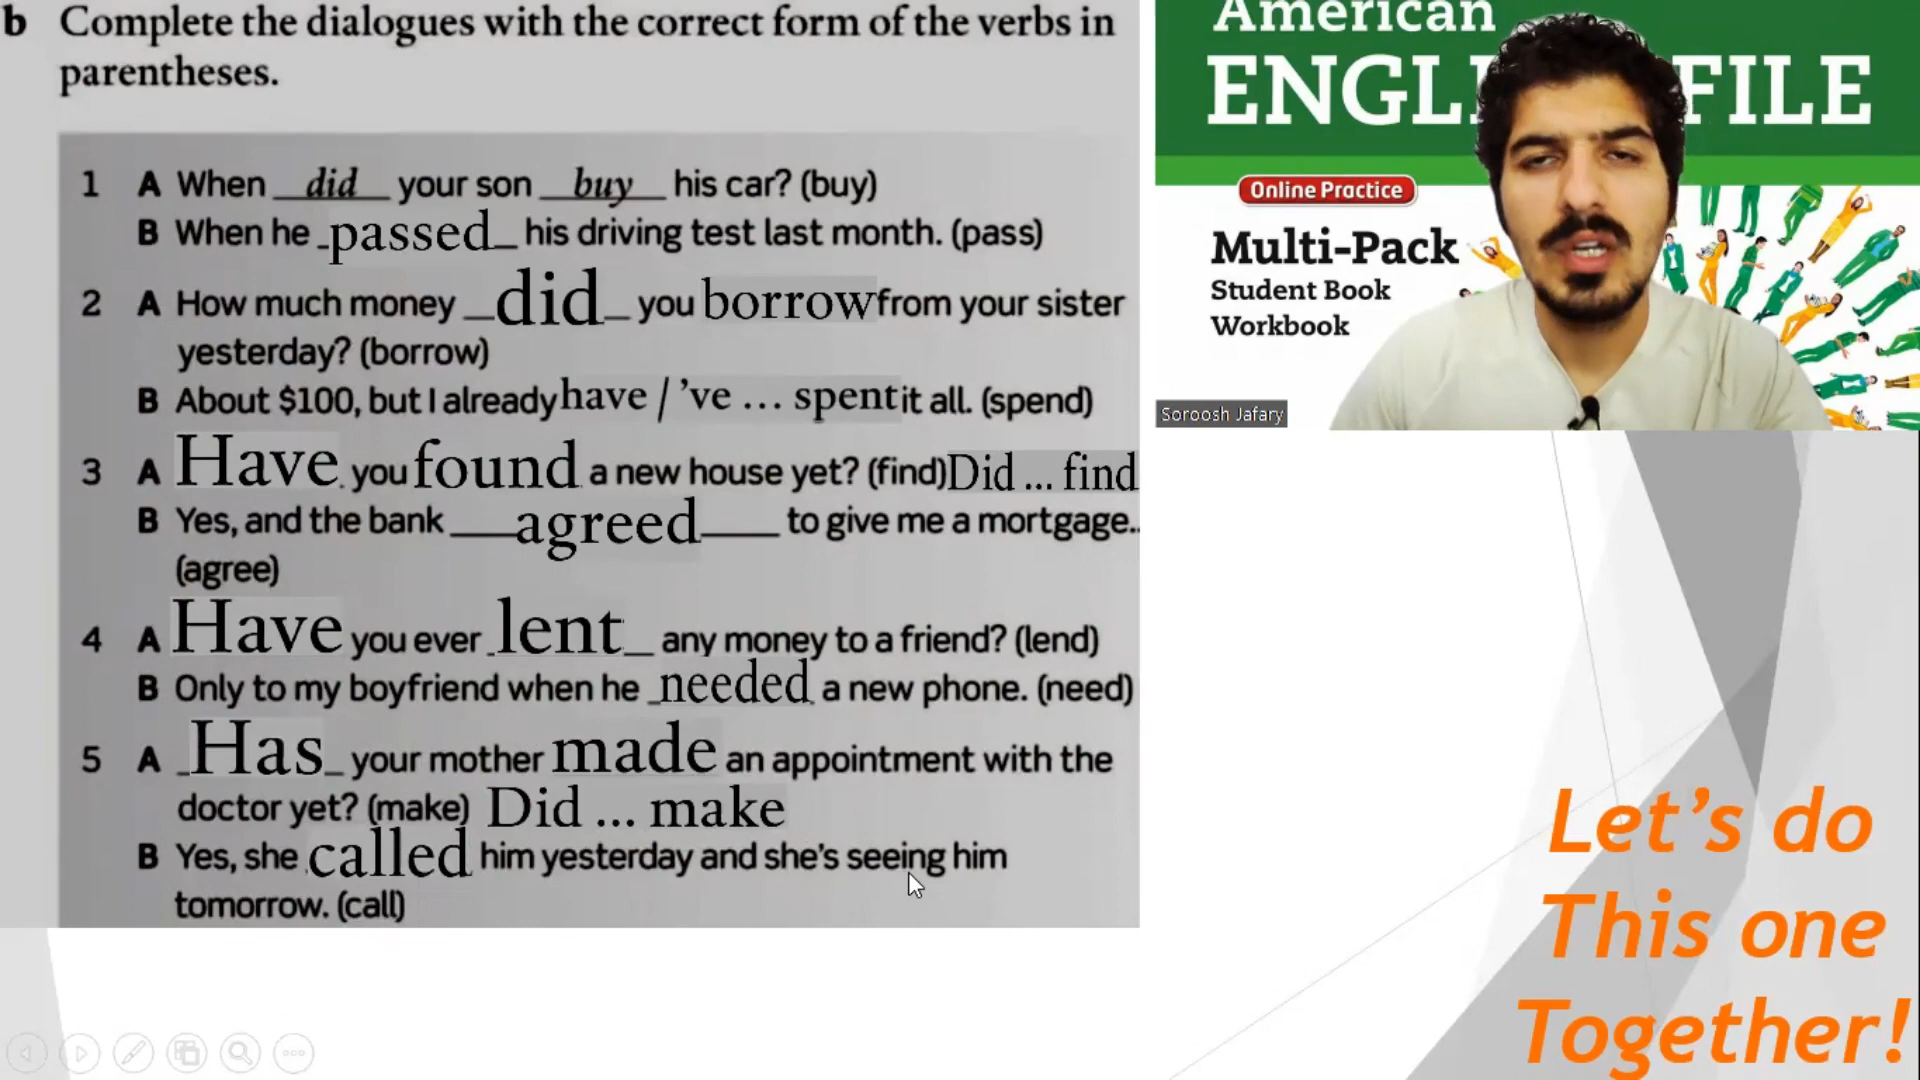 b Complete the dialogues with the correct form of the verbs in
parentheses.
1 A When did your son buy his car? (buy)
B When he passed his driving test last month. (pass)
2 A How much money did you borrow from your sister
yesterday? (borrow)
B About $100, but I already have / ’ve ... spent it all. (spend)
3 A Have you found a new house yet? (find) Did ... find
B Yes, and the bank agreed to give me a mortgage..
(agree)
4 A Have you ever lent any money to a friend? (lend)
B Only to my boyfriend when he needed a new phone. (need)
5 A Has your mother made an appointment with the
doctor yet? (make) Did ... make
B Yes, she called him yesterday and she's seeing him
tomorrow. (call)
American
ENGL FILE
Online Practice
Multi-Pack
Student Book
Workbook
Soroosh Jafary
Let’s do
This one
Together!